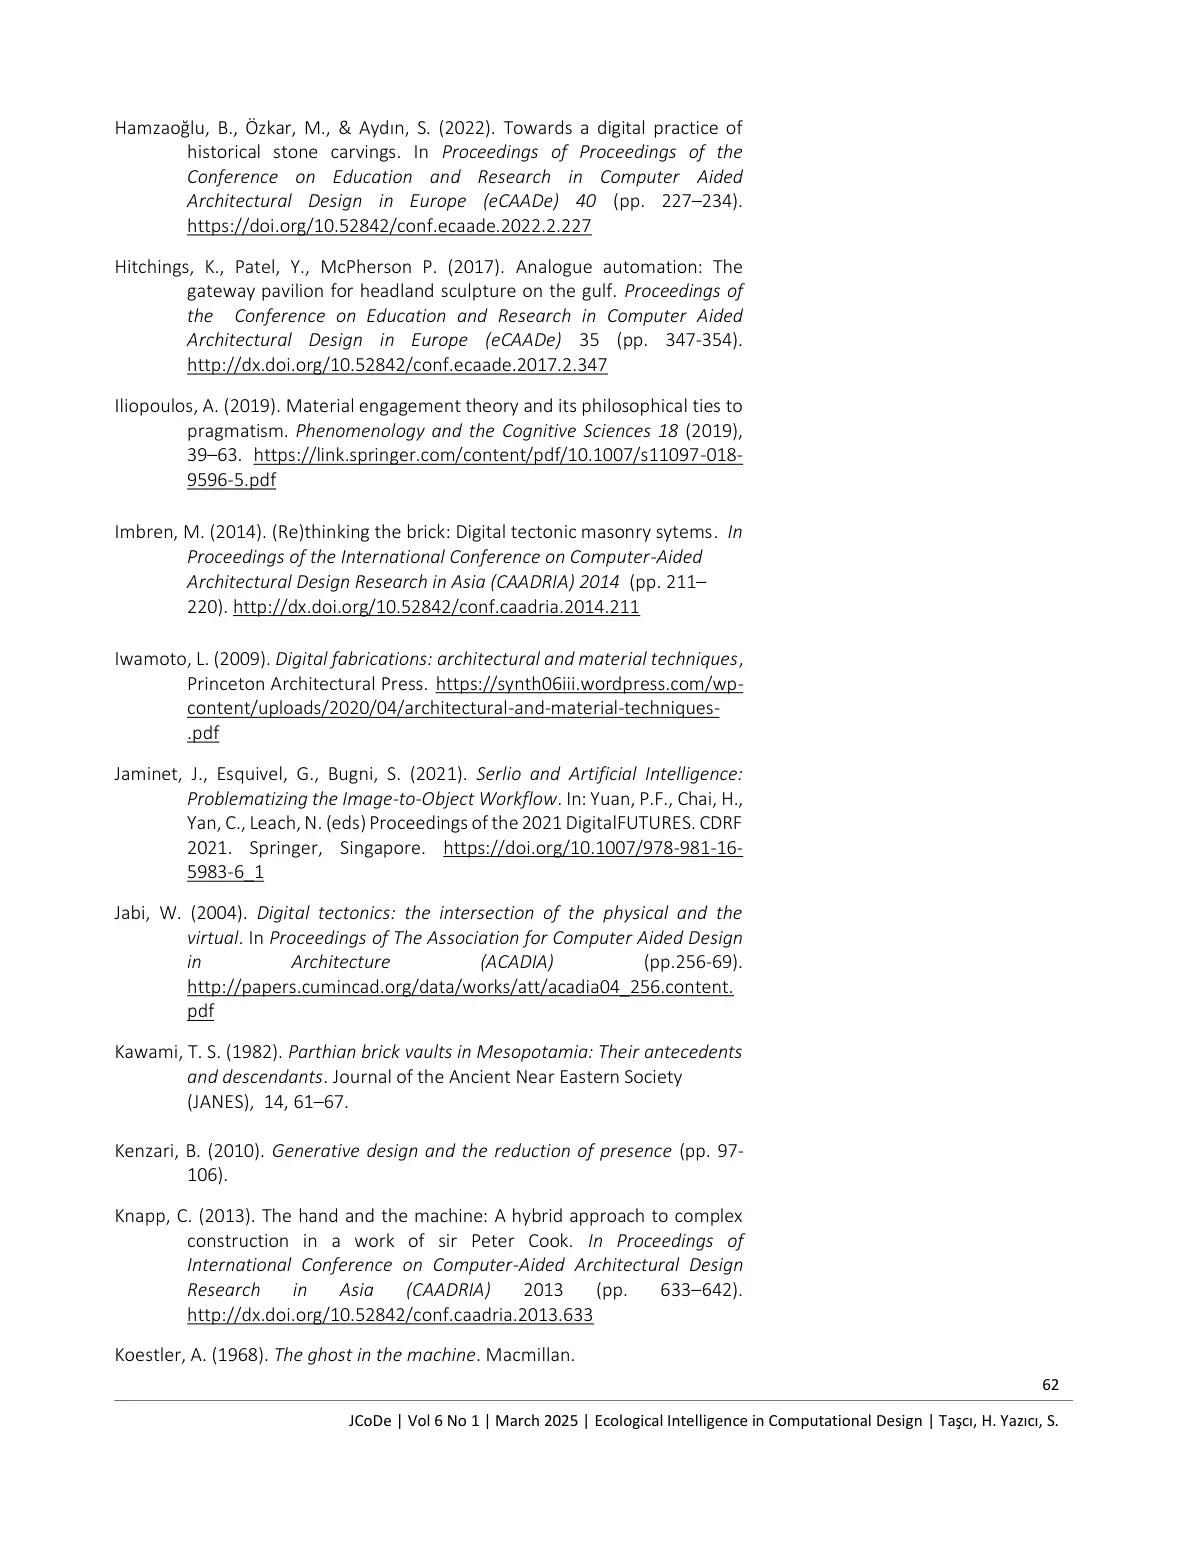 Hamzaoğlu, B., Özkar, M., & Aydın, S. (2022). Towards a digital practice of
historical stone carvings. In Proceedings of Proceedings of the
Conference on Education and Research in Computer Aided
Architectural Design in Europe (eCAADe) 40 (pp. 227–234).
https://doi.org/10.52842/conf.ecaade.2022.2.227
Hitchings, K., Patel, Y., McPherson P. (2017). Analogue automation: The
gateway pavilion for headland sculpture on the gulf. Proceedings of
the Conference on Education and Research in Computer Aided
Architectural Design in Europe (eCAADe) 35 (pp. 347-354).
http://dx.doi.org/10.52842/conf.ecaade.2017.2.347
Iliopoulos, A. (2019). Material engagement theory and its philosophical ties to
pragmatism. Phenomenology and the Cognitive Sciences 18 (2019),
39–63. https://link.springer.com/content/pdf/10.1007/s11097-018-
9596-5.pdf
Imbren, M. (2014). (Re)thinking the brick: Digital tectonic masonry sytems. In
Proceedings of the International Conference on Computer-Aided
Architectural Design Research in Asia (CAADRIA) 2014 (pp. 211–
220). http://dx.doi.org/10.52842/conf.caadria.2014.211
Iwamoto, L. (2009). Digital fabrications: architectural and material techniques,
Princeton Architectural Press. https://synth06iii.wordpress.com/wp-
content/uploads/2020/04/architectural-and-material-techniques-
.pdf
Jaminet, J., Esquivel, G., Bugni, S. (2021). Serlio and Artificial Intelligence:
Problematizing the Image-to-Object Workflow. In: Yuan, P.F., Chai, H.,
Yan, C., Leach, N. (eds) Proceedings of the 2021 DigitalFUTURES. CDRF
2021. Springer, Singapore. https://doi.org/10.1007/978-981-16-
5983-6_1
Jabi, W. (2004). Digital tectonics: the intersection of the physical and the
virtual. In Proceedings of The Association for Computer Aided Design
in Architecture (ACADIA) (pp.256-69).
http://papers.cumincad.org/data/works/att/acadia04_256.content.
pdf
Kawami, T. S. (1982). Parthian brick vaults in Mesopotamia: Their antecedents
and descendants. Journal of the Ancient Near Eastern Society
(JANES), 14, 61–67.
Kenzari, B. (2010). Generative design and the reduction of presence (pp. 97-
106).
Knapp, C. (2013). The hand and the machine: A hybrid approach to complex
construction in a work of sir Peter Cook. In Proceedings of
International Conference on Computer-Aided Architectural Design
Research in Asia (CAADRIA) 2013 (pp. 633–642).
http://dx.doi.org/10.52842/conf.caadria.2013.633
Koestler, A. (1968). The ghost in the machine. Macmillan.
62
JCoDe | Vol 6 No 1 | March 2025 | Ecological Intelligence in Computational Design | Taşcı, H. Yazıcı, S.